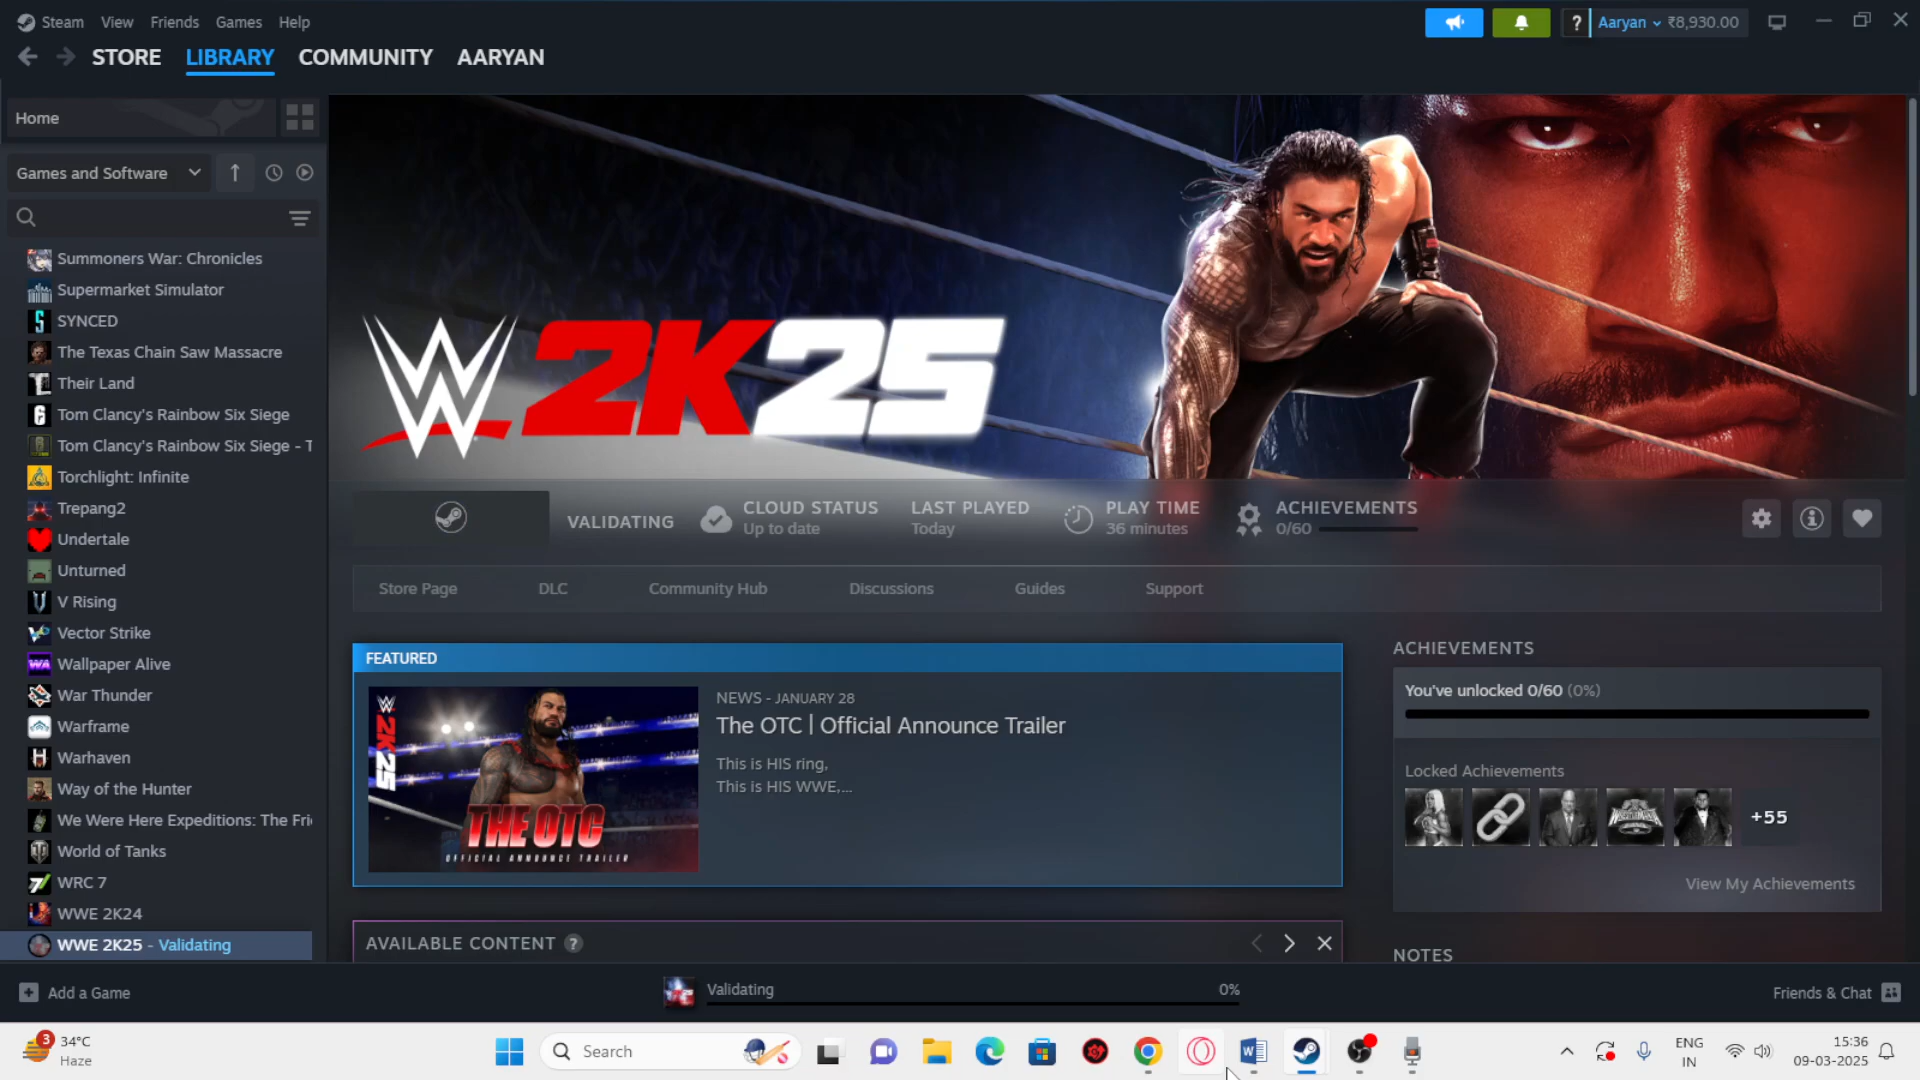 Steam View Friends Games Help
? Aaryan ₹8,930.00
STORE LIBRARY COMMUNITY AARYAN
Home
Games and Software
Summoners War: Chronicles
Supermarket Simulator
SYNCED
The Texas Chain Saw Massacre
Their Land
Tom Clancy's Rainbow Six Siege
Tom Clancy's Rainbow Six Siege - T
Torchlight: Infinite
Trepang2
Undertale
Unturned
V Rising
Vector Strike
Wallpaper Alive
War Thunder
Warframe
Warhaven
Way of the Hunter
We Were Here Expeditions: The Fri
World of Tanks
WRC 7
WWE 2K24
WWE 2K25 - Validating
Add a Game
W 2K25
VALIDATING
CLOUD STATUS
Up to date
LAST PLAYED
Today
PLAY TIME
36 minutes
ACHIEVEMENTS
0/60
Store Page DLC Community Hub Discussions Guides Support
FEATURED
W 2K25
THE OTC
OFFICIAL ANNOUNCE TRAILER
NEWS - JANUARY 28
The OTC | Official Announce Trailer
This is HIS ring,
This is HIS WWE,...
AVAILABLE CONTENT ?
ACHIEVEMENTS
You've unlocked 0/60 (0%)
Locked Achievements
+55
View My Achievements
NOTES
Validating 0%
Friends & Chat
3
34°C
Haze
Search
ENG
IN
15:36
09-03-2025